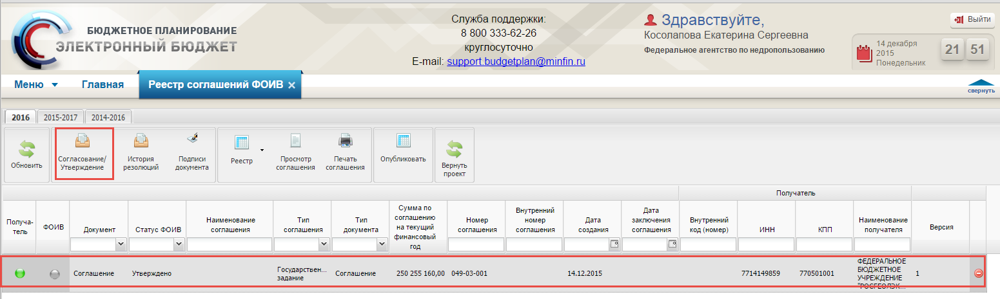 БЮДЖЕТНОЕ ПЛАНИРОВАНИЕ
ЭЛЕКТРОННЫЙ БЮДЖЕТ
Служба поддержки:
8 800 333-62-26
круглосуточно
E-mail: support.budgetplan@minfin.ru
Здравствуйте,
Косолапова Екатерина Сергеевна
Федеральное агентство по недропользованию
Выйти
14 декабря
2015
Понедельник
21 51
Меню
Главная
Реестр соглашений ФОИВ
свернуть
2016
2015-2017
2014-2016
Обновить
Согласование/
Утверждение
История
резолюций
Подписи
документа
Реестр
Просмотр
соглашения
Печать
соглашения
Опубликовать
Вернуть
проект
Получатель
Получа-
тель
ФОИВ
Документ
Статус ФОИВ
Наименование
соглашения
Тип
соглашения
Тип
документа
Сумма по
соглашению
на текущий
финансовый
год
Номер
соглашения
Внутренний
номер
соглашения
Дата
создания
Дата
заключения
соглашения
Внутренний
код (номер)
ИНН
КПП
Наименование
получателя
Версия
Соглашение
Утверждено
Государствен...
задание
Соглашение
250 255 160,00
049-03-001
14.12.2015
7714149859
770501001
ФЕДЕРАЛЬНОЕ
БЮДЖЕТНОЕ
УЧРЕЖДЕНИЕ
"РОСГЕОЛЭК...
1